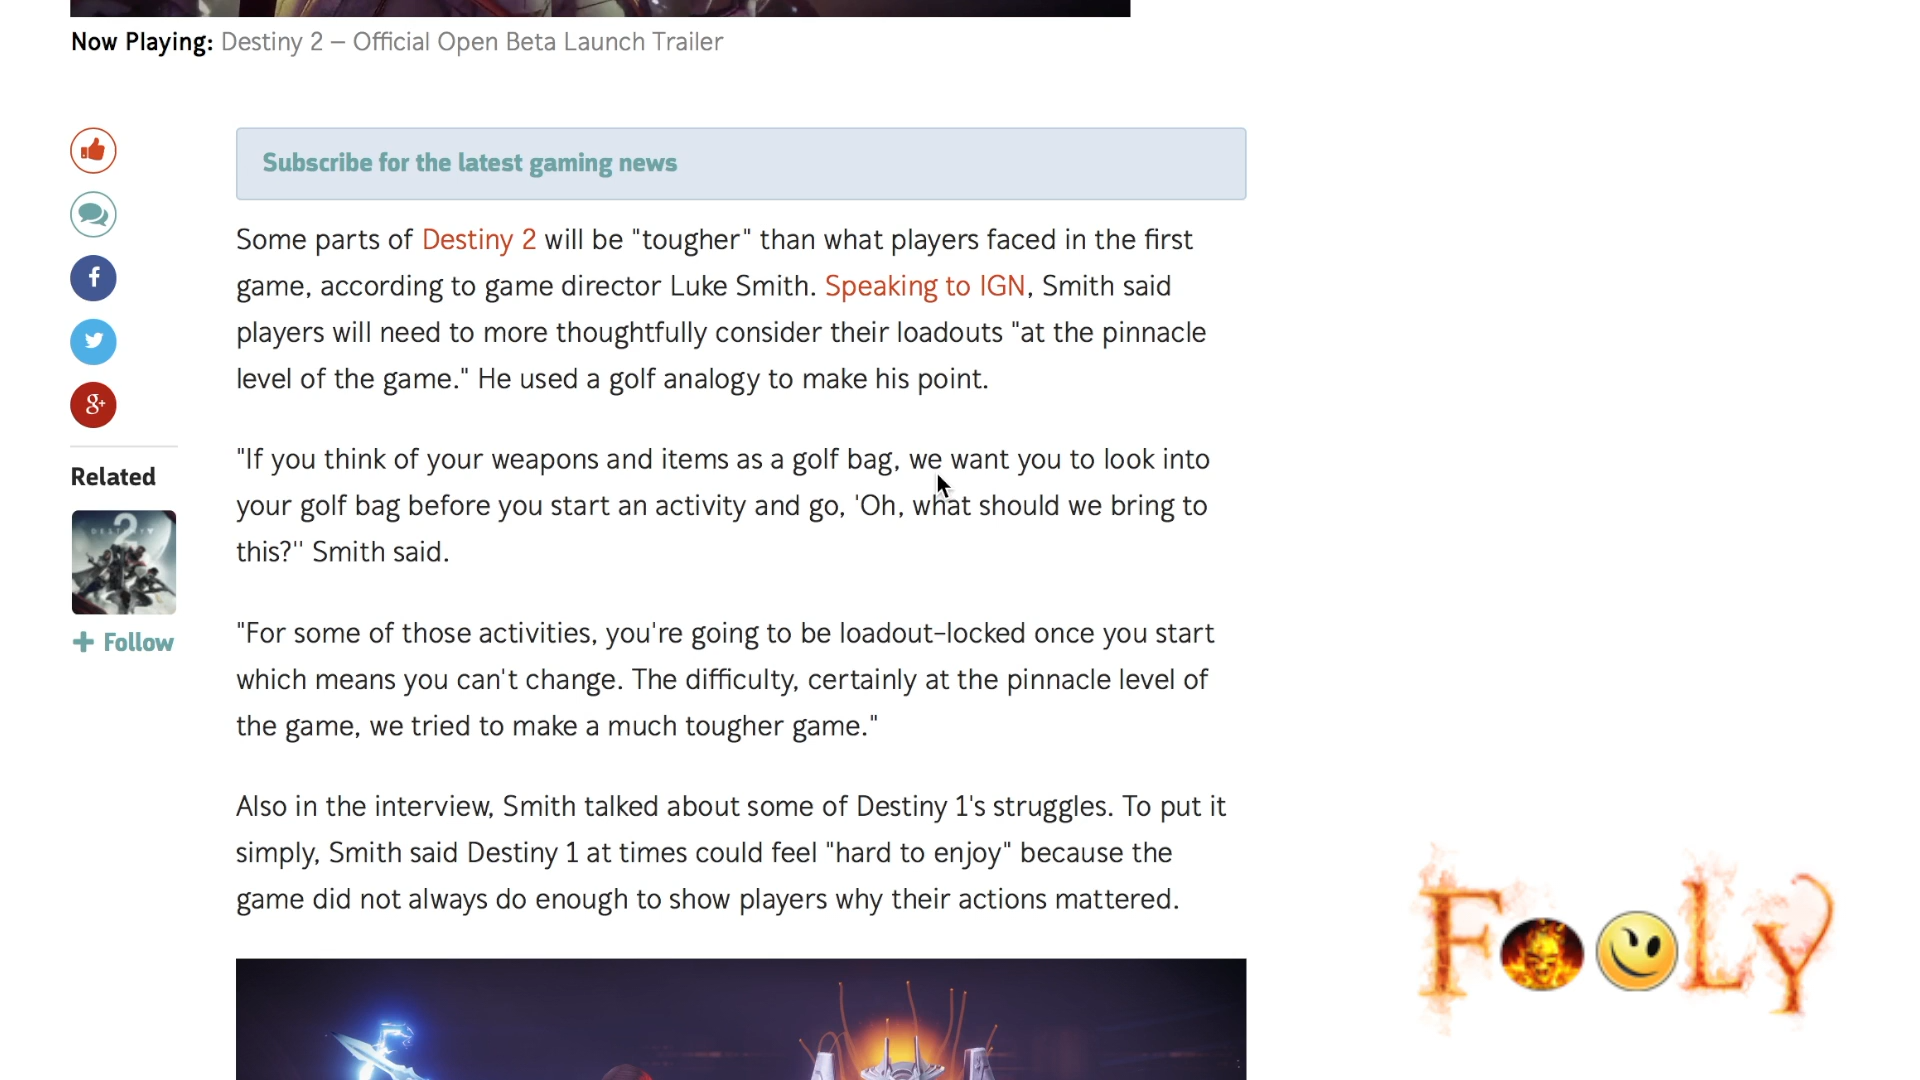 Now Playing: Destiny 2 – Official Open Beta Launch Trailer
Subscribe for the latest gaming news
Some parts of Destiny 2 will be "tougher" than what players faced in the first
game, according to game director Luke Smith. Speaking to IGN, Smith said
players will need to more thoughtfully consider their loadouts "at the pinnacle
level of the game." He used a golf analogy to make his point.
"If you think of your weapons and items as a golf bag, we want you to look into
your golf bag before you start an activity and go, 'Oh, what should we bring to
this?'' Smith said.
"For some of those activities, you're going to be loadout-locked once you start
which means you can't change. The difficulty, certainly at the pinnacle level of
the game, we tried to make a much tougher game."
Also in the interview, Smith talked about some of Destiny 1's struggles. To put it
simply, Smith said Destiny 1 at times could feel "hard to enjoy" because the
game did not always do enough to show players why their actions mattered.
f
g+
Related
DESTINY 2
+ Follow
FOOLY